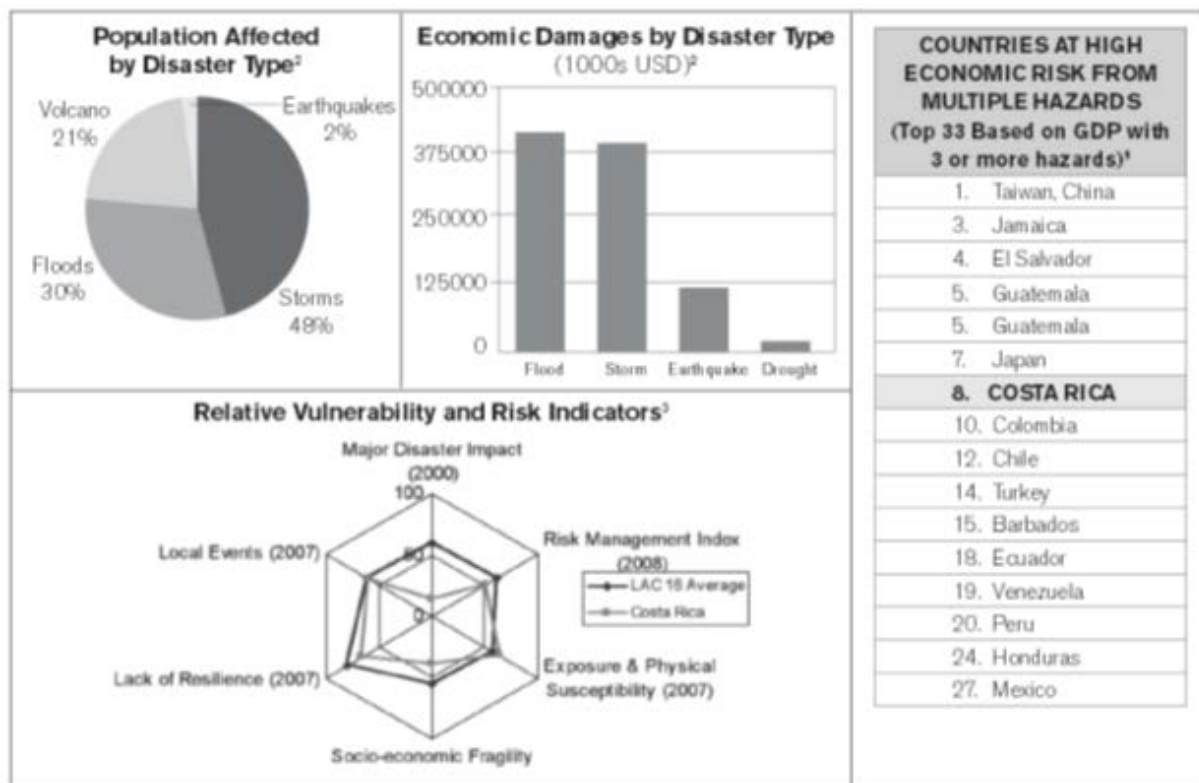 Population Affected
by Disaster Type²
Volcano
21%
Earthquakes
2%
Floods
30%
Storms
48%
Economic Damages by Disaster Type
(1000s USD)²
500000
375000
250000
125000
0
Flood
Storm
Earthquake
Drought
COUNTRIES AT HIGH
ECONOMIC RISK FROM
MULTIPLE HAZARDS
(Top 33 Based on GDP with
3 or more hazards)¹
1. Taiwan, China
3. Jamaica
4. El Salvador
5. Guatemala
5. Guatemala
7. Japan
8. COSTA RICA
10. Colombia
12. Chile
14. Turkey
15. Barbados
18. Ecuador
19. Venezuela
20. Peru
24. Honduras
27. Mexico
Relative Vulnerability and Risk Indicators³
Major Disaster Impact
(2000)
100
50
0
Local Events (2007)
Risk Management Index
(2008)
LAC 16 Average
Costa Rica
Lack of Resilience (2007)
Exposure & Physical
Susceptibility (2007)
Socio-economic Fragility